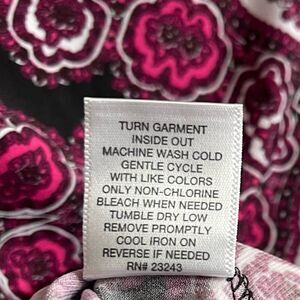 TURN GARMENT
INSIDE OUT
MACHINE WASH COLD
GENTLE CYCLE
WITH LIKE COLORS
ONLY NON-CHLORINE
BLEACH WHEN NEEDED
TUMBLE DRY LOW
REMOVE PROMPTLY
COOL IRON ON
REVERSE IF NEEDED
RN# 23243